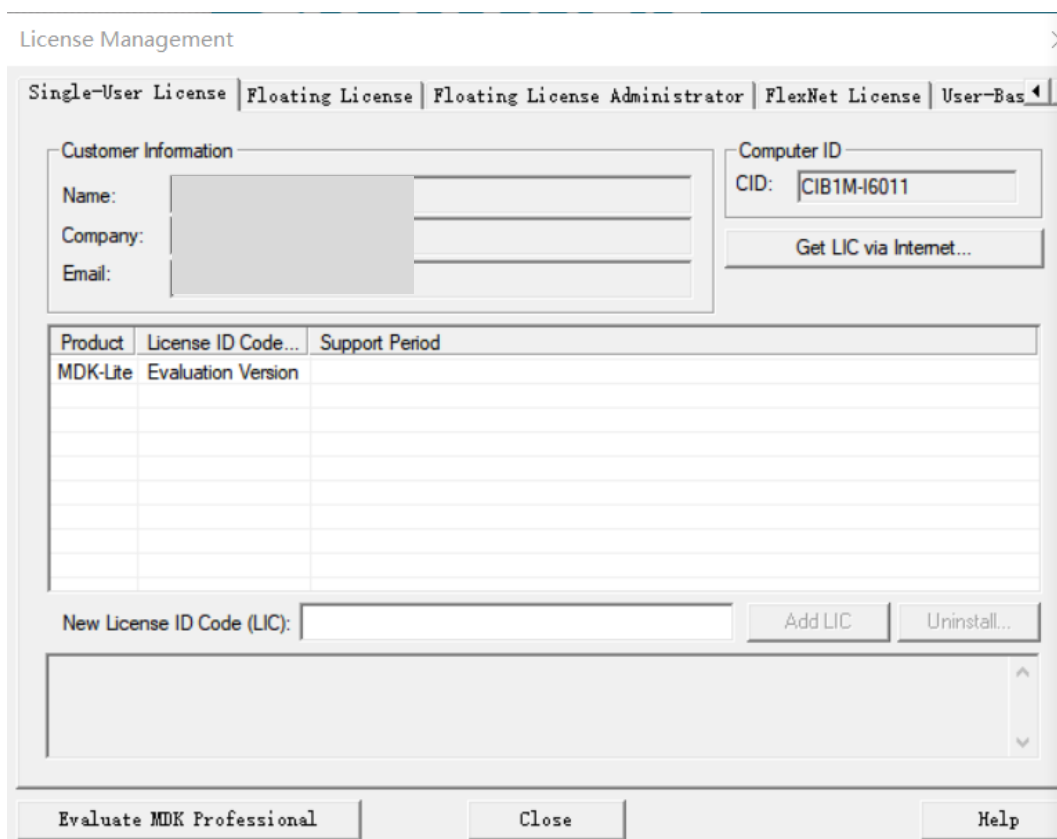 License Management
Single-User License Floating License Floating License Administrator FlexNet License User-Bas
Customer Information
Name:
Company:
Email:
Computer ID
CID: CIB1M-I6011
Get LIC via Internet...
Product License ID Code... Support Period
MDK-Lite Evaluation Version
New License ID Code (LIC): Add LIC Uninstall...
Evaluate MDK Professional Close Help